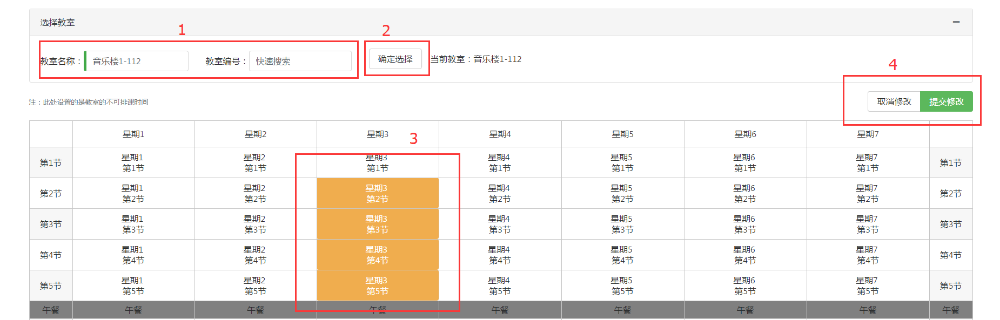 选择教室
1
2
教室名称：音乐楼1-112 教室编号：快速搜索 确定选择 当前教室：音乐楼1-112
4
注：此处设置的是教室的不可排课时间 取消修改 提交修改
星期1 星期2 星期3 星期4 星期5 星期6 星期7
3
第1节 星期1 第1节 星期2 第1节 星期3 第1节 星期4 第1节 星期5 第1节 星期6 第1节 星期7 第1节 第1节
第2节 星期1 第2节 星期2 第2节 星期3 第2节 星期4 第2节 星期5 第2节 星期6 第2节 星期7 第2节 第2节
第3节 星期1 第3节 星期2 第3节 星期3 第3节 星期4 第3节 星期5 第3节 星期6 第3节 星期7 第3节 第3节
第4节 星期1 第4节 星期2 第4节 星期3 第4节 星期4 第4节 星期5 第4节 星期6 第4节 星期7 第4节 第4节
第5节 星期1 第5节 星期2 第5节 星期3 第5节 星期4 第5节 星期5 第5节 星期6 第5节 星期7 第5节 第5节
午餐 午餐 午餐 午餐 午餐 午餐 午餐 午餐 午餐